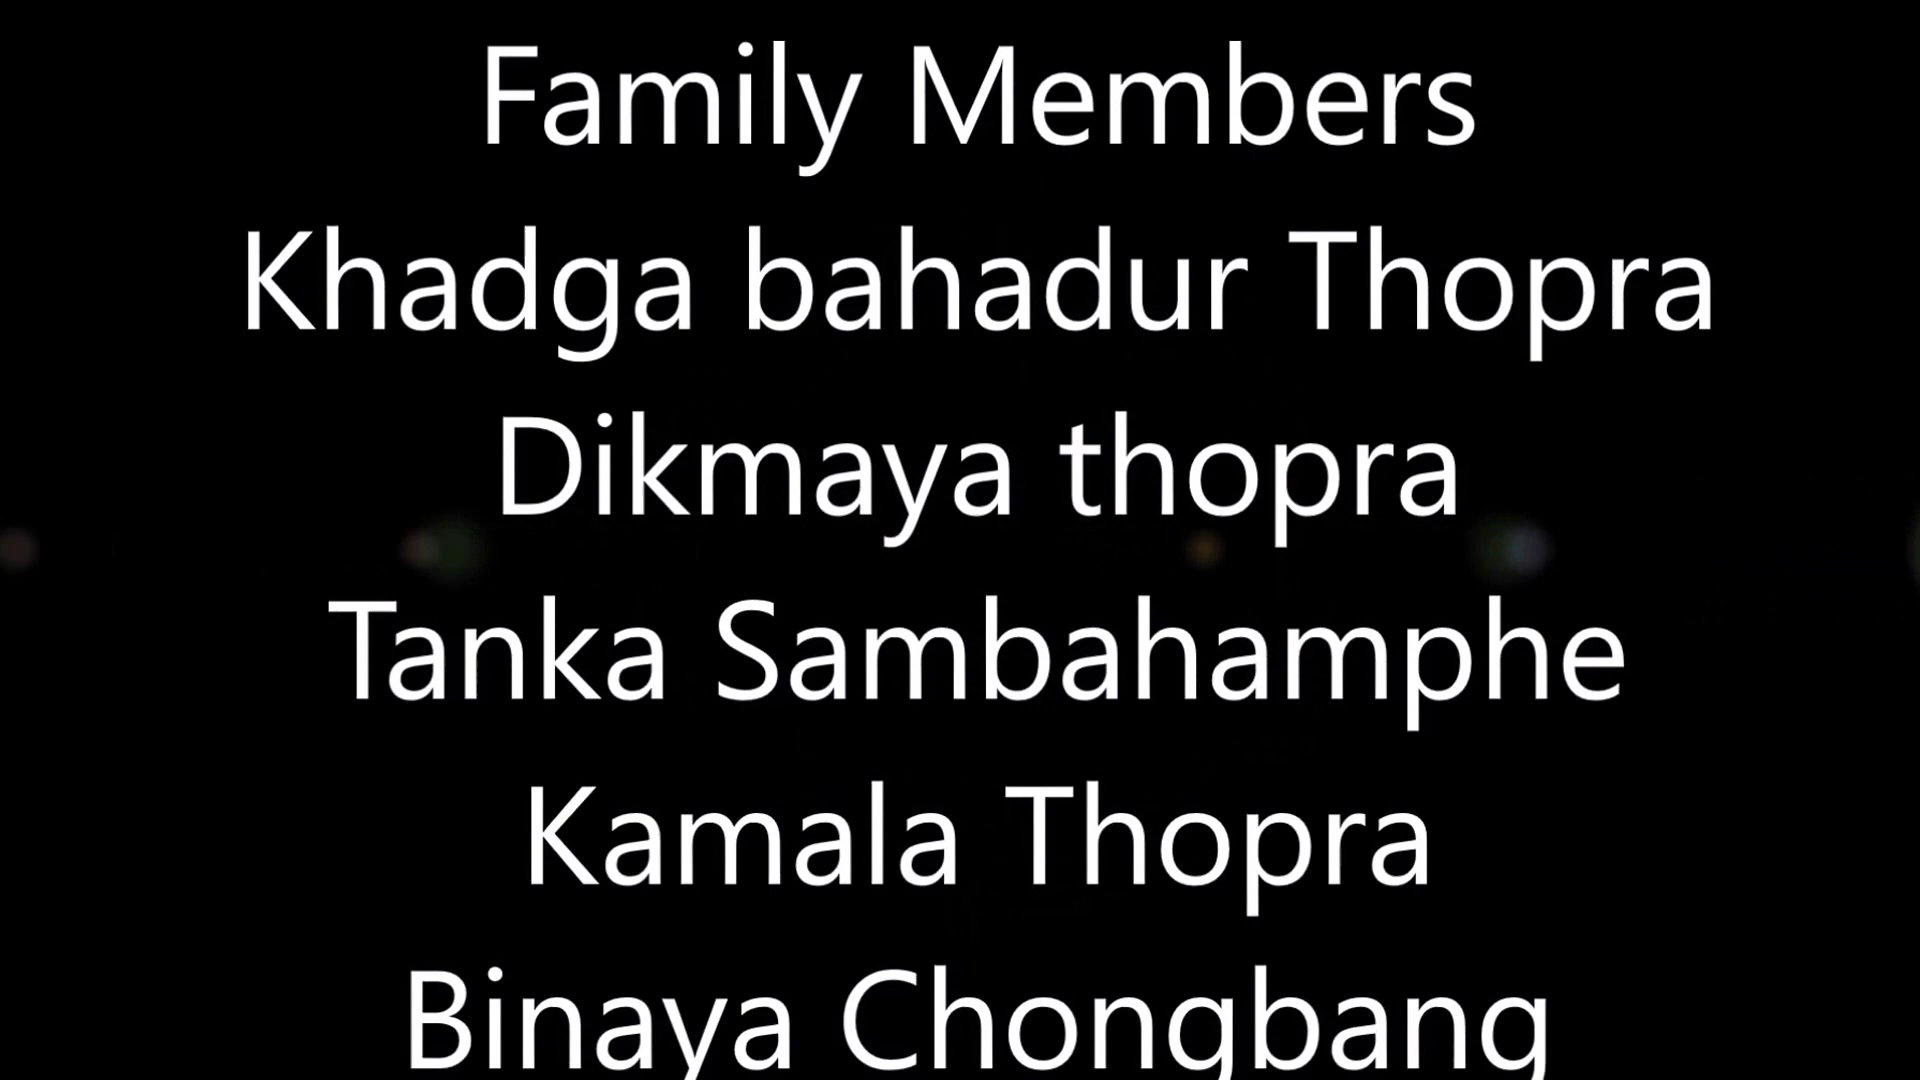 Family Members
Khadga bahadur Thopra
Dikmaya thopra
Tanka Sambahamphe
Kamala Thopra
Binaya Chongbang